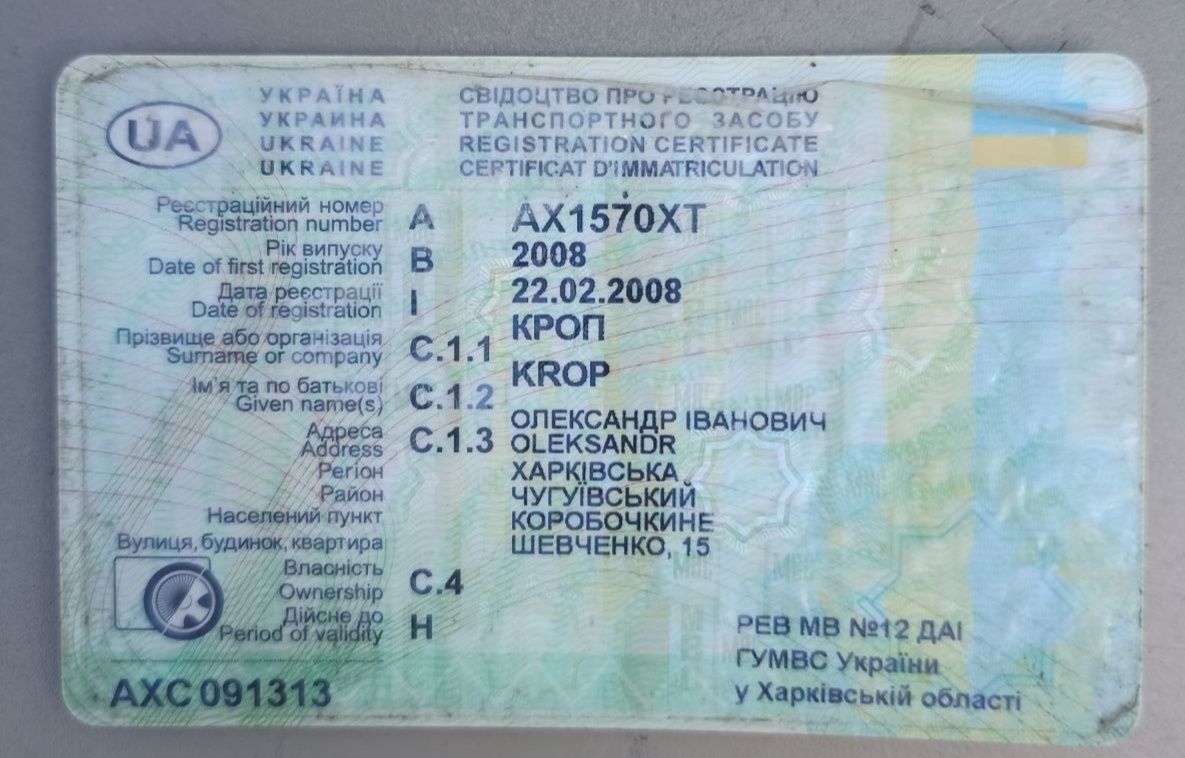 UA
УКРАЇНА СВІДОЦТВО ПРО РЕЄСТРАЦІЮ
УКРАИНА ТРАНСПОРТНОГО ЗАСОБУ
UKRAINE REGISTRATION CERTIFICATE
UKRAINE CERTIFICAT D'IMMATRICULATION
Реєстраційний номер
Registration number A AX1570XT
Рік випуску
Date of first registration B 2008
Дата реєстрації
Date of registration I 22.02.2008
Прізвище або організація КРОП
Surname or company C.1.1
KROP
Ім'я та по батькові
Given name(s) C.1.2 ОЛЕКСАНДР ІВАНОВИЧ
Адреса
Address C.1.3 OLEKSANDR
Регіон ХАРКІВСЬКА
Район ЧУГУЇВСЬКИЙ
Населений пункт КОРОБОЧКИНЕ
Вулиця, будинок, квартира ШЕВЧЕНКО, 15
Власність
Ownership C.4
Дійсне до
Period of validity H
РЕВ МВ №12 ДАІ
ГУМВС України
у Харківській області
АХС 091313